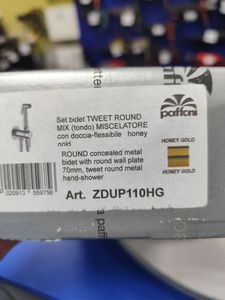 Set bidet TWEET ROUND
MIX (tondo) MISCELATORE
con doccia-flessibile honey
gold
paffoni
HONEY GOLD
ROUND concealed metal
bidet with round wall plate
70mm, tweet round metal
hand-shower
HONEY GOLD
Art. ZDUP110HG